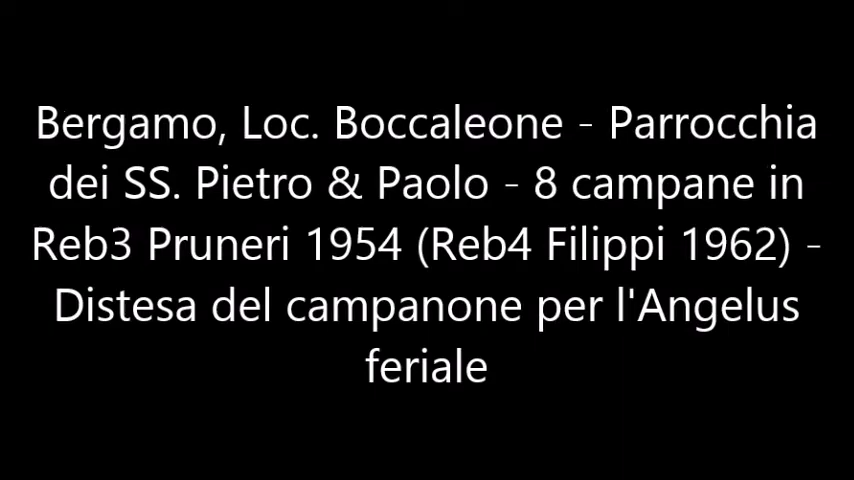 Bergamo, Loc. Boccaleone - Parrocchia
dei SS. Pietro & Paolo - 8 campane in
Reb3 Pruneri 1954 (Reb4 Filippi 1962) -
Distesa del campanone per l'Angelus
feriale